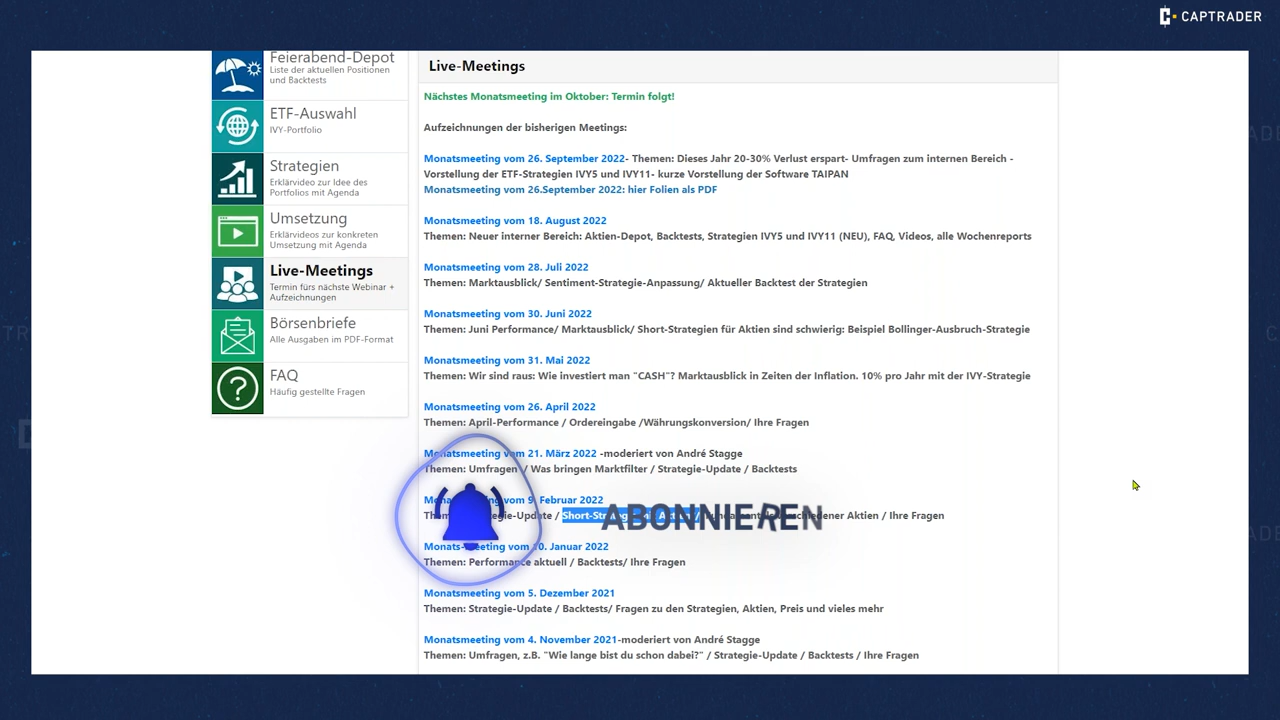 CAPTRADER
Feierabend-Depot
Liste der aktuellen Positionen
und Backtests
ETF-Auswahl
IVY-Portfolio
Strategien
Erklärvideo zur Idee des
Portfolios mit Agenda
Umsetzung
Erklärvideos zur konkreten
Umsetzung mit Agenda
Live-Meetings
Termin fürs nächste Webinar +
Aufzeichnungen
Börsenbriefe
Alle Ausgaben im PDF-Format
FAQ
Häufig gestellte Fragen
Live-Meetings
Nächstes Monatsmeeting im Oktober: Termin folgt!
Aufzeichnungen der bisherigen Meetings:
Monatsmeeting vom 26. September 2022- Themen: Dieses Jahr 20-30% Verlust erspart- Umfragen zum internen Bereich -
Vorstellung der ETF-Strategien IVY5 und IVY11- kurze Vorstellung der Software TAIPAN
Monatsmeeting vom 26.September 2022: hier Folien als PDF
Monatsmeeting vom 18. August 2022
Themen: Neuer interner Bereich: Aktien-Depot, Backtests, Strategien IVY5 und IVY11 (NEU), FAQ, Videos, alle Wochenreports
Monatsmeeting vom 28. Juli 2022
Themen: Marktausblick/ Sentiment-Strategie-Anpassung/ Aktueller Backtest der Strategien
Monatsmeeting vom 30. Juni 2022
Themen: Juni Performance/ Marktausblick/ Short-Strategien für Aktien sind schwierig: Beispiel Bollinger-Ausbruch-Strategie
Monatsmeeting vom 31. Mai 2022
Themen: Wir sind raus: Wie investiert man "CASH"? Marktausblick in Zeiten der Inflation. 10% pro Jahr mit der IVY-Strategie
Monatsmeeting vom 26. April 2022
Themen: April-Performance / Ordereingabe /Währungskonversion/ Ihre Fragen
Monatsmeeting vom 21. März 2022 -moderiert von André Stagge
Themen: Umfragen / Was bringen Marktfilter / Strategie-Update / Backtests
vom 9. Februar 2022
-Update / Aktien / Ihre Fragen
ABONNIEREN
Monats-Meeting vom 10. Januar 2022
Themen: Performance aktuell / Backtests/ Ihre Fragen
Monatsmeeting vom 5. Dezember 2021
Themen: Strategie-Update / Backtests/ Fragen zu den Strategien, Aktien, Preis und vieles mehr
Monatsmeeting vom 4. November 2021-moderiert von André Stagge
Themen: Umfragen, z.B. "Wie lange bist du schon dabei?" / Strategie-Update / Backtests / Ihre Fragen